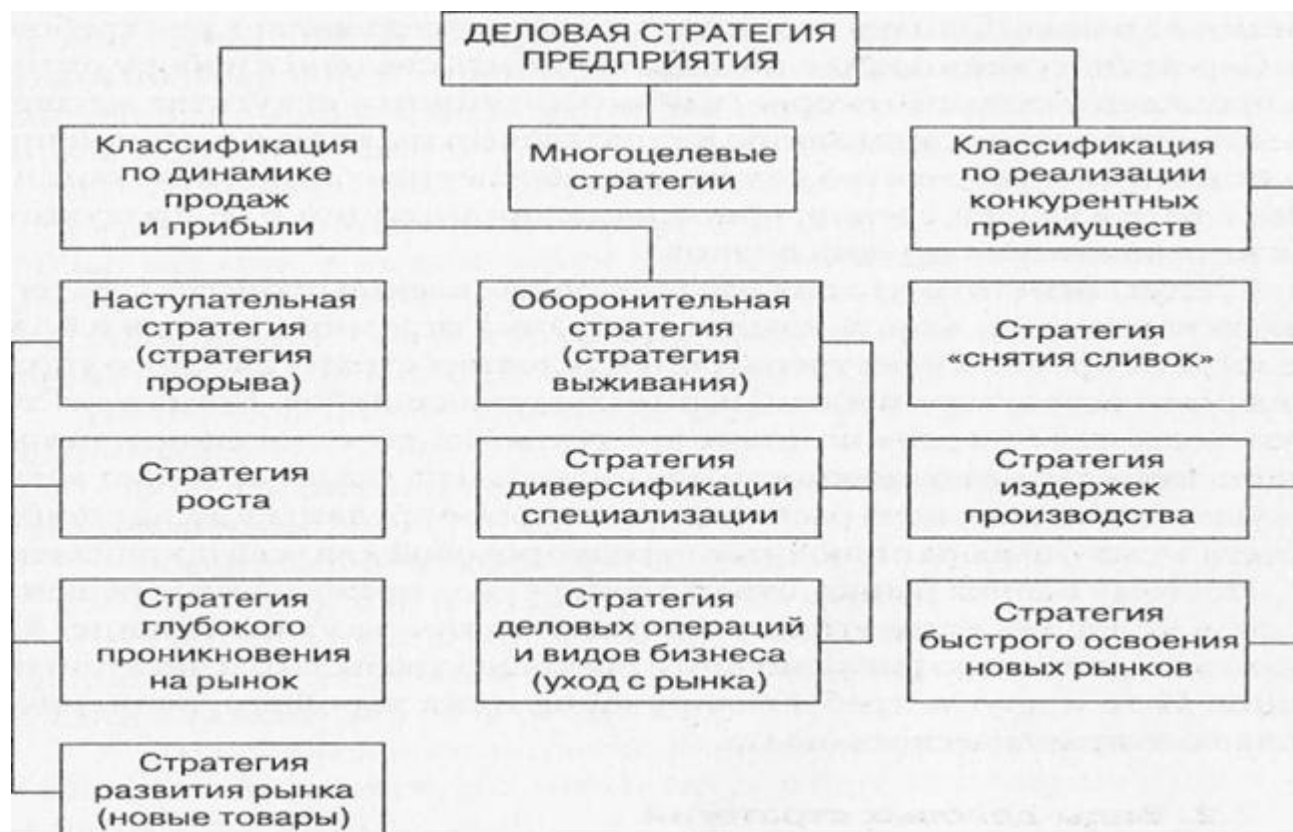 ДЕЛОВАЯ СТРАТЕГИЯ
ПРЕДПРИЯТИЯ
Классификация
по динамике
продаж
и прибыли
Многоцелевые
стратегии
Классификация
по реализации
конкурентных
преимуществ
Наступательная
стратегия
(стратегия
прорыва)
Оборонительная
стратегия
(стратегия
выживания)
Стратегия
«снятия сливок»
Стратегия
роста
Стратегия
диверсификации
специализации
Стратегия
издержек
производства
Стратегия
глубокого
проникновения
на рынок
Стратегия
деловых операций
и видов бизнеса
(уход с рынка)
Стратегия
быстрого освоения
новых рынков
Стратегия
развития рынка
(новые товары)